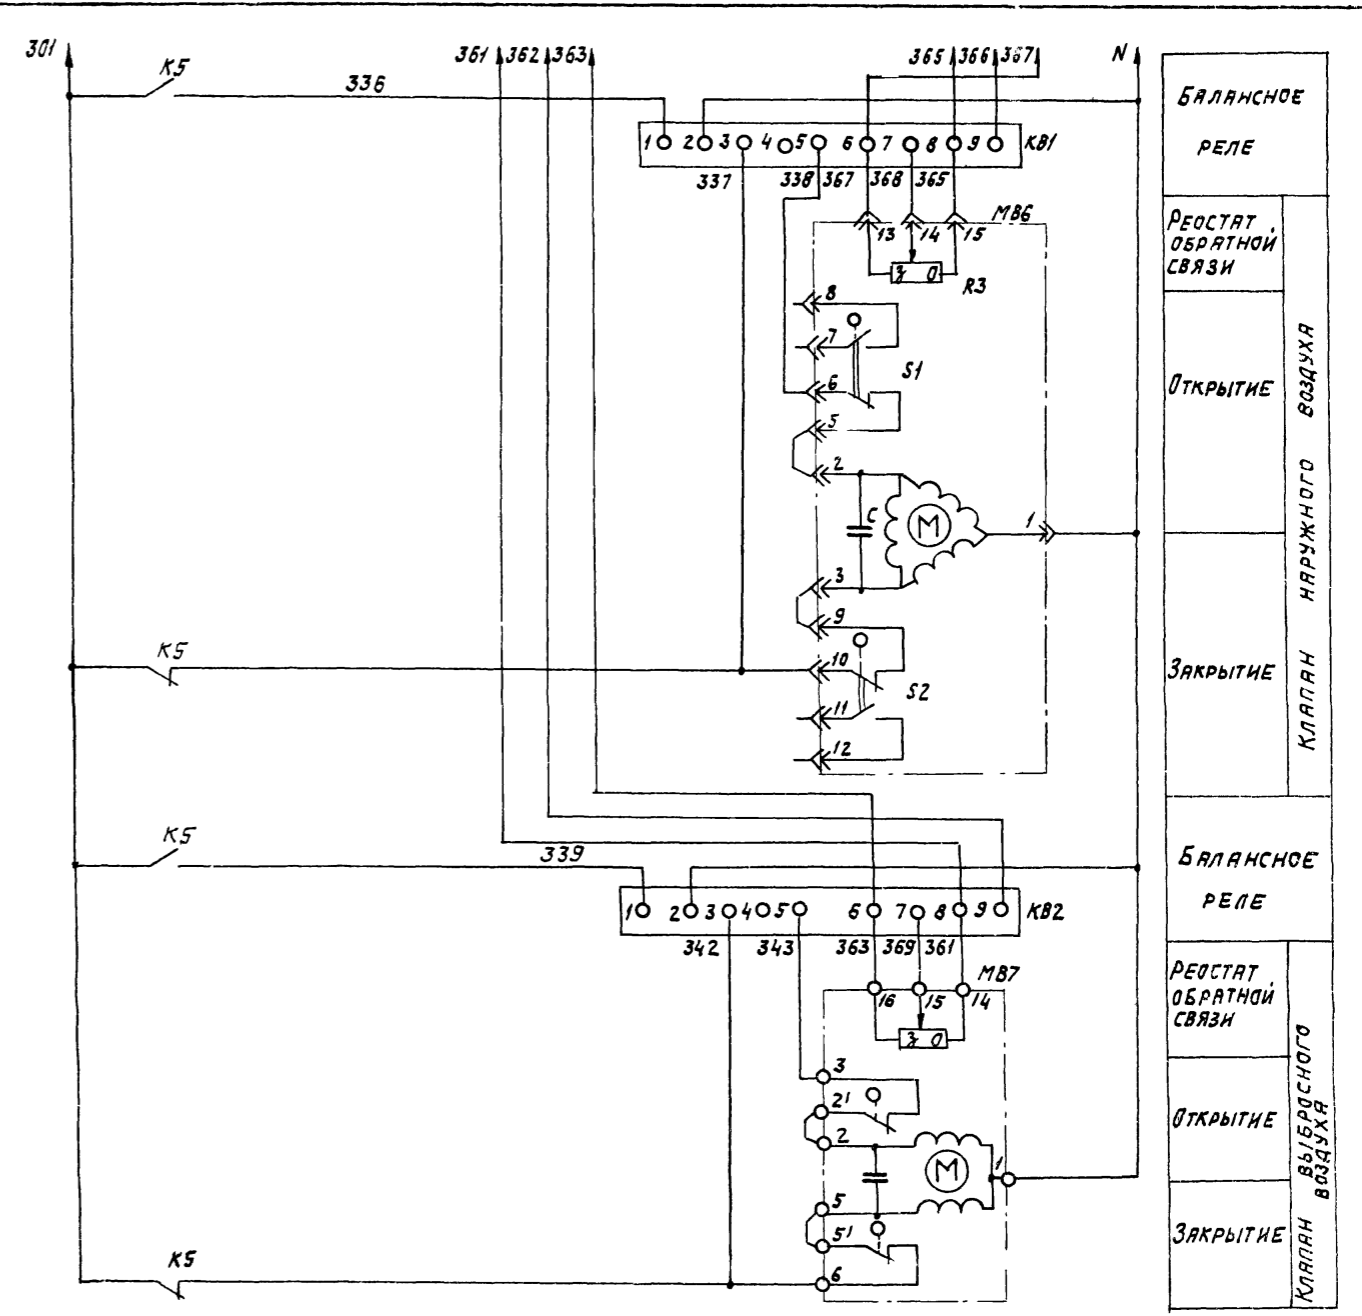 301
361 362 363
365 366 367
N
K5
336
БАЛАНСНОЕ
РЕЛЕ
1 2 3 4 5 6 7 8 9
КВ1
337 338 367 368 365
МВ6
13 14 15
З О
R3
РЕОСТАТ
ОБРАТНОЙ
СВЯЗИ
8
7
S1
6
5
2
ОТКРЫТИЕ
C
M
1
3
9
K5
10
S2
11
12
ЗАКРЫТИЕ
КЛАПАН НАРУЖНОГО ВОЗДУХА
K5
339
БАЛАНСНОЕ
РЕЛЕ
1 2 3 4 5 6 7 8 9
КВ2
342 343 363 369 361
МВ7
16 15 14
З О
РЕОСТАТ
ОБРАТНОЙ
СВЯЗИ
3
2'
2
ОТКРЫТИЕ
M
1
5
5'
6
K5
ЗАКРЫТИЕ
КЛАПАН ВЫБРОСНОГО
ВОЗДУХА